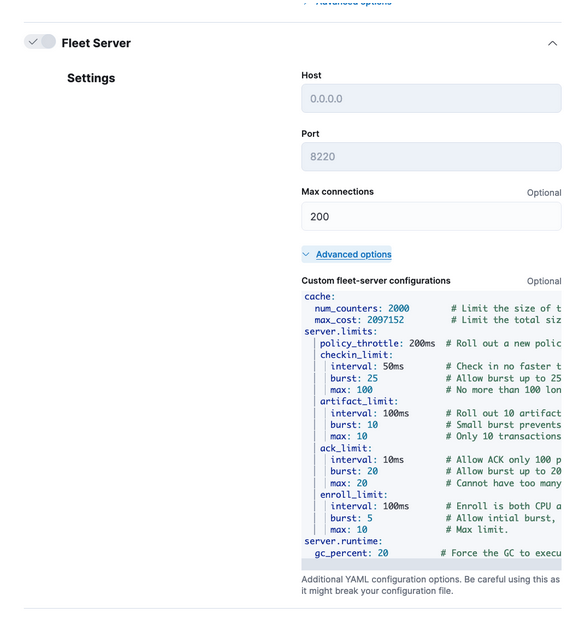 Advanced options
Fleet Server
Settings
Host
0.0.0.0
Port
8220
Max connections
Optional
200
Advanced options
Custom fleet-server configurations
Optional
cache:
num_counters: 2000 # Limit the size of t
max_cost: 2097152 # Limit the total siz
server.limits:
policy_throttle: 200ms # Roll out a new polic
checkin_limit:
interval: 50ms # Check in no faster t
burst: 25 # Allow burst up to 25
max: 100 # No more than 100 lon
artifact_limit:
interval: 100ms # Roll out 10 artifact
burst: 10 # Small burst prevents
max: 10 # Only 10 transactions
ack_limit:
interval: 10ms # Allow ACK only 100 p
burst: 20 # Allow burst up to 20
max: 20 # Cannot have too many
enroll_limit:
interval: 100ms # Enroll is both CPU a
burst: 5 # Allow intial burst,
max: 10 # Max limit.
server.runtime:
gc_percent: 20 # Force the GC to execu
Additional YAML configuration options. Be careful using this as
it might break your configuration file.